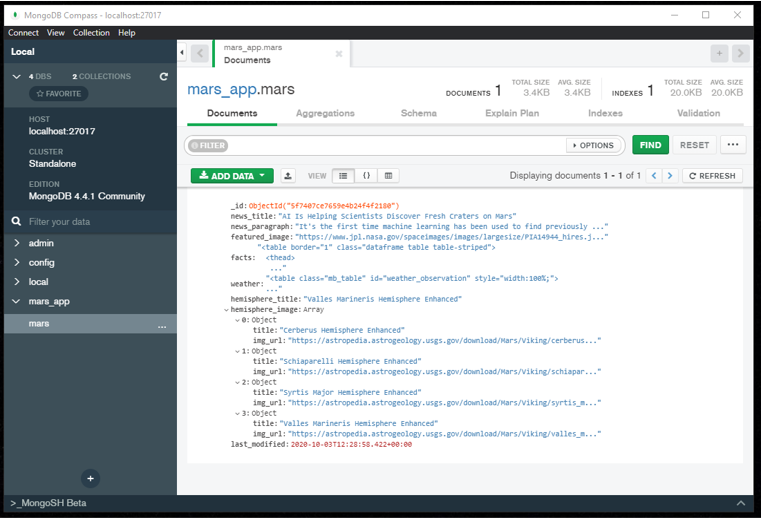 MongoDB Compass - localhost:27017
Connect View Collection Help
Local
4 DBS 2 COLLECTIONS
FAVORITE
HOST
localhost:27017
CLUSTER
Standalone
EDITION
MongoDB 4.4.1 Community
Filter your data
admin
config
local
mars_app
mars
...
mars_app.mars
Documents
mars_app.mars
DOCUMENTS 1 TOTAL SIZE 3.4KB AVG. SIZE 3.4KB INDEXES 1 TOTAL SIZE 20.0KB AVG. SIZE 20.0KB
Documents Aggregations Schema Explain Plan Indexes Validation
FILTER OPTIONS FIND RESET ...
ADD DATA VIEW {} Displaying documents 1 - 1 of 1 < > REFRESH
_id: ObjectId("5f7407ce7659e4b24f4f2180")
news_title: "AI Is Helping Scientists Discover Fresh Craters on Mars"
news_paragraph: "It's the first time machine learning has been used to find previously ..."
featured_image: "https://www.jpl.nasa.gov/spaceimages/images/largesize/PIA14944_hires.j..."
"<table border="1" class="dataframe table table-striped">
facts: <thead>
..."
"<table class="mb_table" id="weather_observation" style="width:100%;">
weather: ..."
hemisphere_title: "Valles Marineris Hemisphere Enhanced"
hemisphere_image: Array
0: Object
title: "Cerberus Hemisphere Enhanced"
img_url: "https://astropedia.astrogeology.usgs.gov/download/Mars/Viking/cerberus..."
1: Object
title: "Schiaparelli Hemisphere Enhanced"
img_url: "https://astropedia.astrogeology.usgs.gov/download/Mars/Viking/schiapar..."
2: Object
title: "Syrtis Major Hemisphere Enhanced"
img_url: "https://astropedia.astrogeology.usgs.gov/download/Mars/Viking/syrtis_m..."
3: Object
title: "Valles Marineris Hemisphere Enhanced"
img_url: "https://astropedia.astrogeology.usgs.gov/download/Mars/Viking/valles_m..."
last_modified: 2020-10-03T12:28:58.422+00:00
>_MongoSH Beta